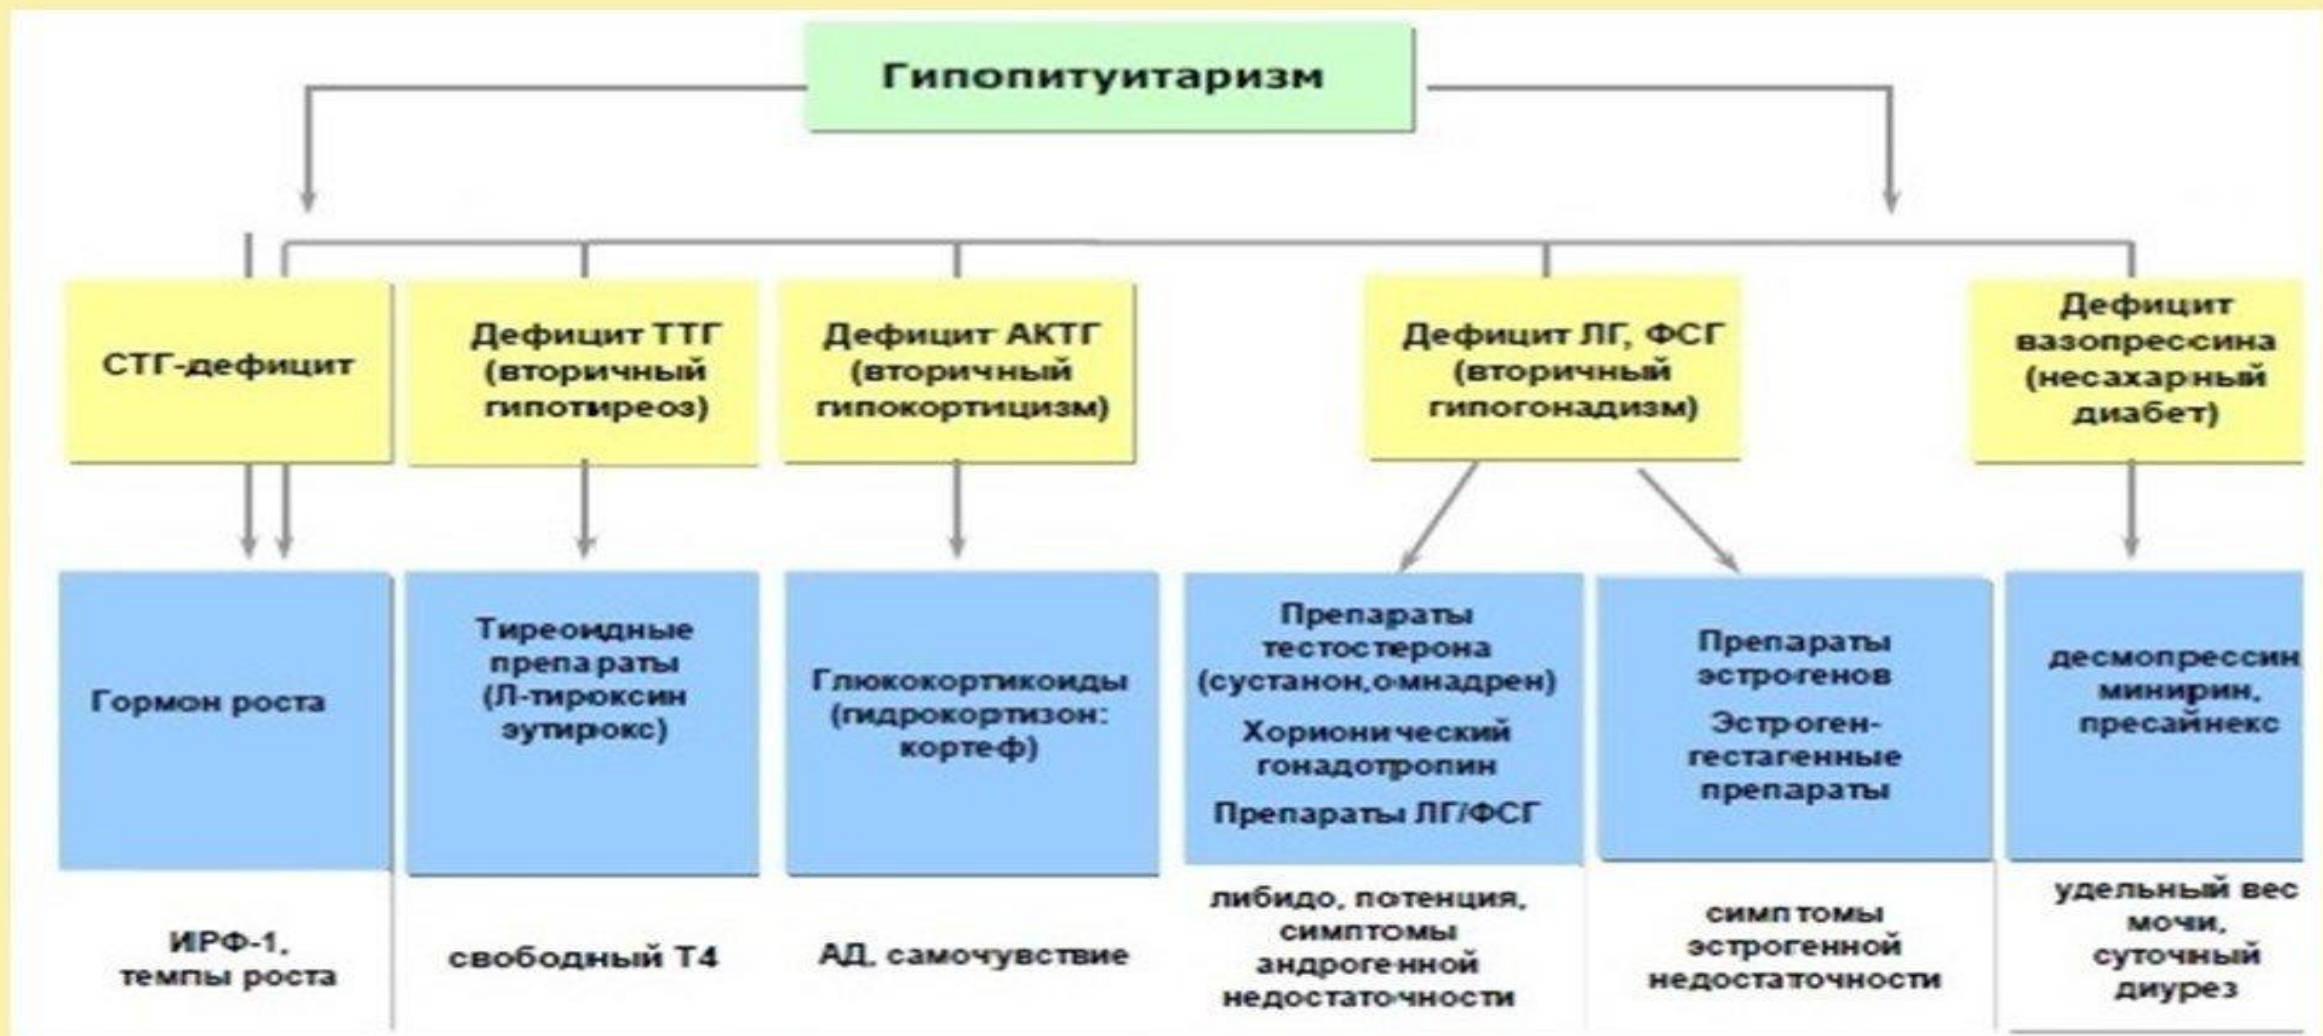 Гипопитуитаризм
СТГ-дефицит
Дефицит ТТГ
(вторичный
гипотиреоз)
Дефицит АКТГ
(вторичный
гипокортицизм)
Дефицит ЛГ, ФСГ
(вторичный
гипогонадизм)
Дефицит
вазопрессина
(несахарный
диабет)
Гормон роста
Тиреоидные
препараты
(Л-тироксин
эутирокс)
Глюкокортикоиды
(гидрокортизон:
кортеф)
Препараты
тестостерона
(сустанон,омнадрен)
Хорионический
гонадотропин
Препараты ЛГ/ФСГ
Препараты
эстрогенов
Эстроген-
гестагенные
препараты
десмопрессин
минирин,
пресайнекс
ИРФ-1,
темпы роста
свободный Т4
АД, самочувствие
либидо, потенция,
симптомы
андрогенной
недостаточности
симптомы
эстрогенной
недостаточности
удельный вес
мочи,
суточный
диурез